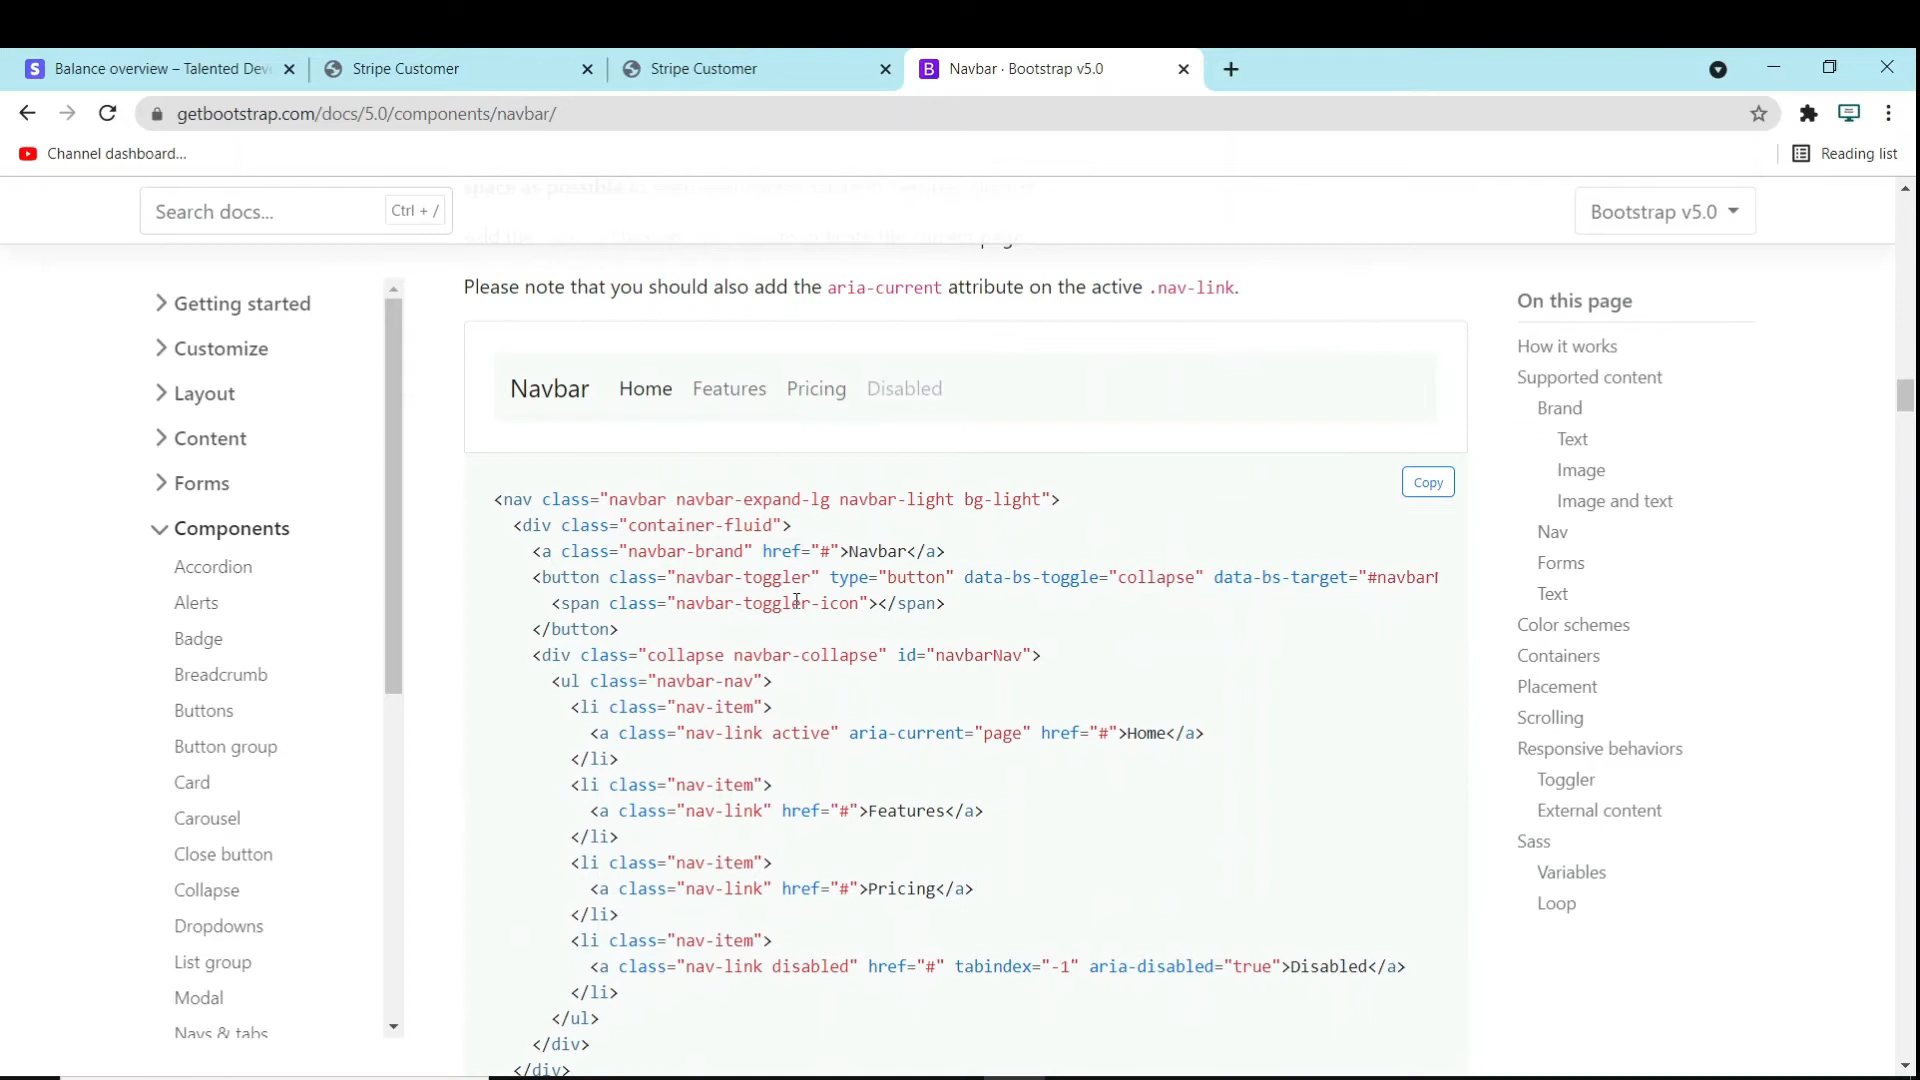 Balance overview – Talented Dev
Stripe Customer
Stripe Customer
Navbar · Bootstrap v5.0
getbootstrap.com/docs/5.0/components/navbar/
Channel dashboard...
Reading list
space as possible
Search docs...
Ctrl + /
Bootstrap v5.0
Getting started
Customize
Layout
Content
Forms
Components
Accordion
Alerts
Badge
Breadcrumb
Buttons
Button group
Card
Carousel
Close button
Collapse
Dropdowns
List group
Modal
Navs & tabs
Please note that you should also add the aria-current attribute on the active .nav-link.
Navbar Home Features Pricing Disabled
Copy
<nav class="navbar navbar-expand-lg navbar-light bg-light">
<div class="container-fluid">
<a class="navbar-brand" href="#">Navbar</a>
<button class="navbar-toggler" type="button" data-bs-toggle="collapse" data-bs-target="#navbarN
<span class="navbar-toggler-icon"></span>
</button>
<div class="collapse navbar-collapse" id="navbarNav">
<ul class="navbar-nav">
<li class="nav-item">
<a class="nav-link active" aria-current="page" href="#">Home</a>
</li>
<li class="nav-item">
<a class="nav-link" href="#">Features</a>
</li>
<li class="nav-item">
<a class="nav-link" href="#">Pricing</a>
</li>
<li class="nav-item">
<a class="nav-link disabled" href="#" tabindex="-1" aria-disabled="true">Disabled</a>
</li>
</ul>
</div>
</div>
On this page
How it works
Supported content
Brand
Text
Image
Image and text
Nav
Forms
Text
Color schemes
Containers
Placement
Scrolling
Responsive behaviors
Toggler
External content
Sass
Variables
Loop